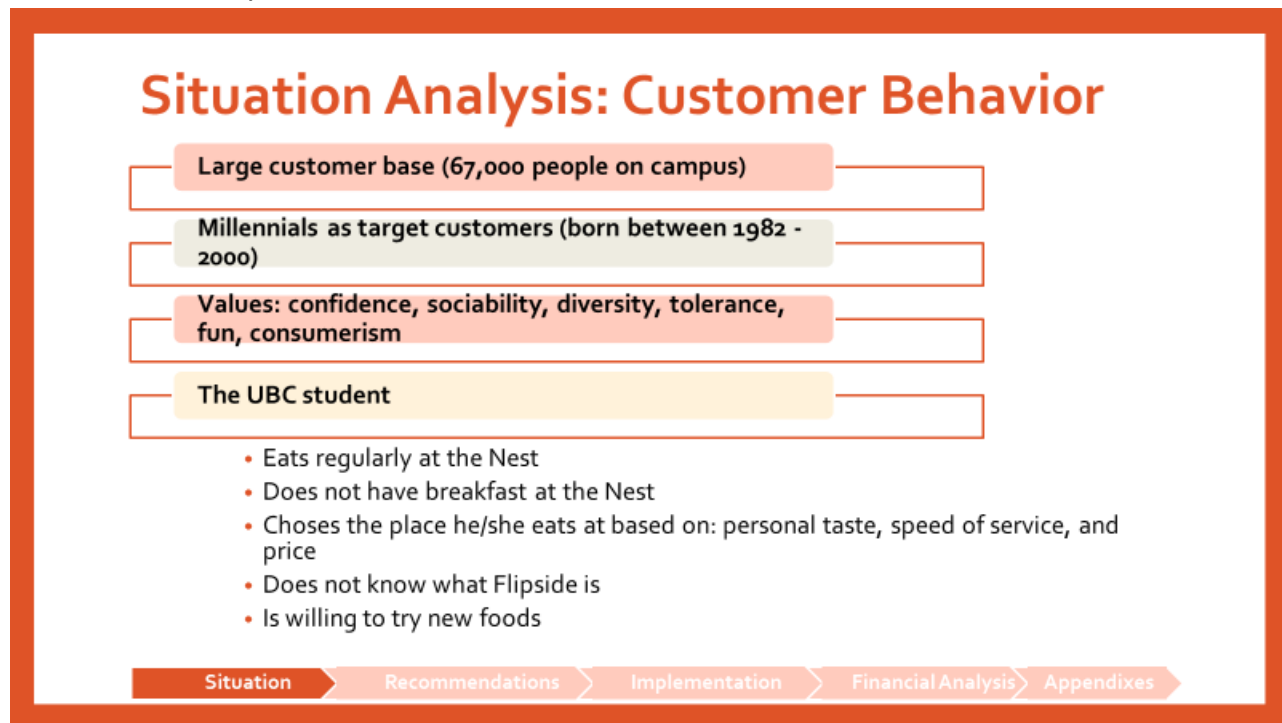 Situation Analysis: Customer Behavior
Large customer base (67,000 people on campus)
Millennials as target customers (born between 1982 -
2000)
Values: confidence, sociability, diversity, tolerance,
fun, consumerism
The UBC student
• Eats regularly at the Nest
• Does not have breakfast at the Nest
• Choses the place he/she eats at based on: personal taste, speed of service, and
price
• Does not know what Flipside is
• Is willing to try new foods
Situation Recommendations Implementation Financial Analysis Appendixes